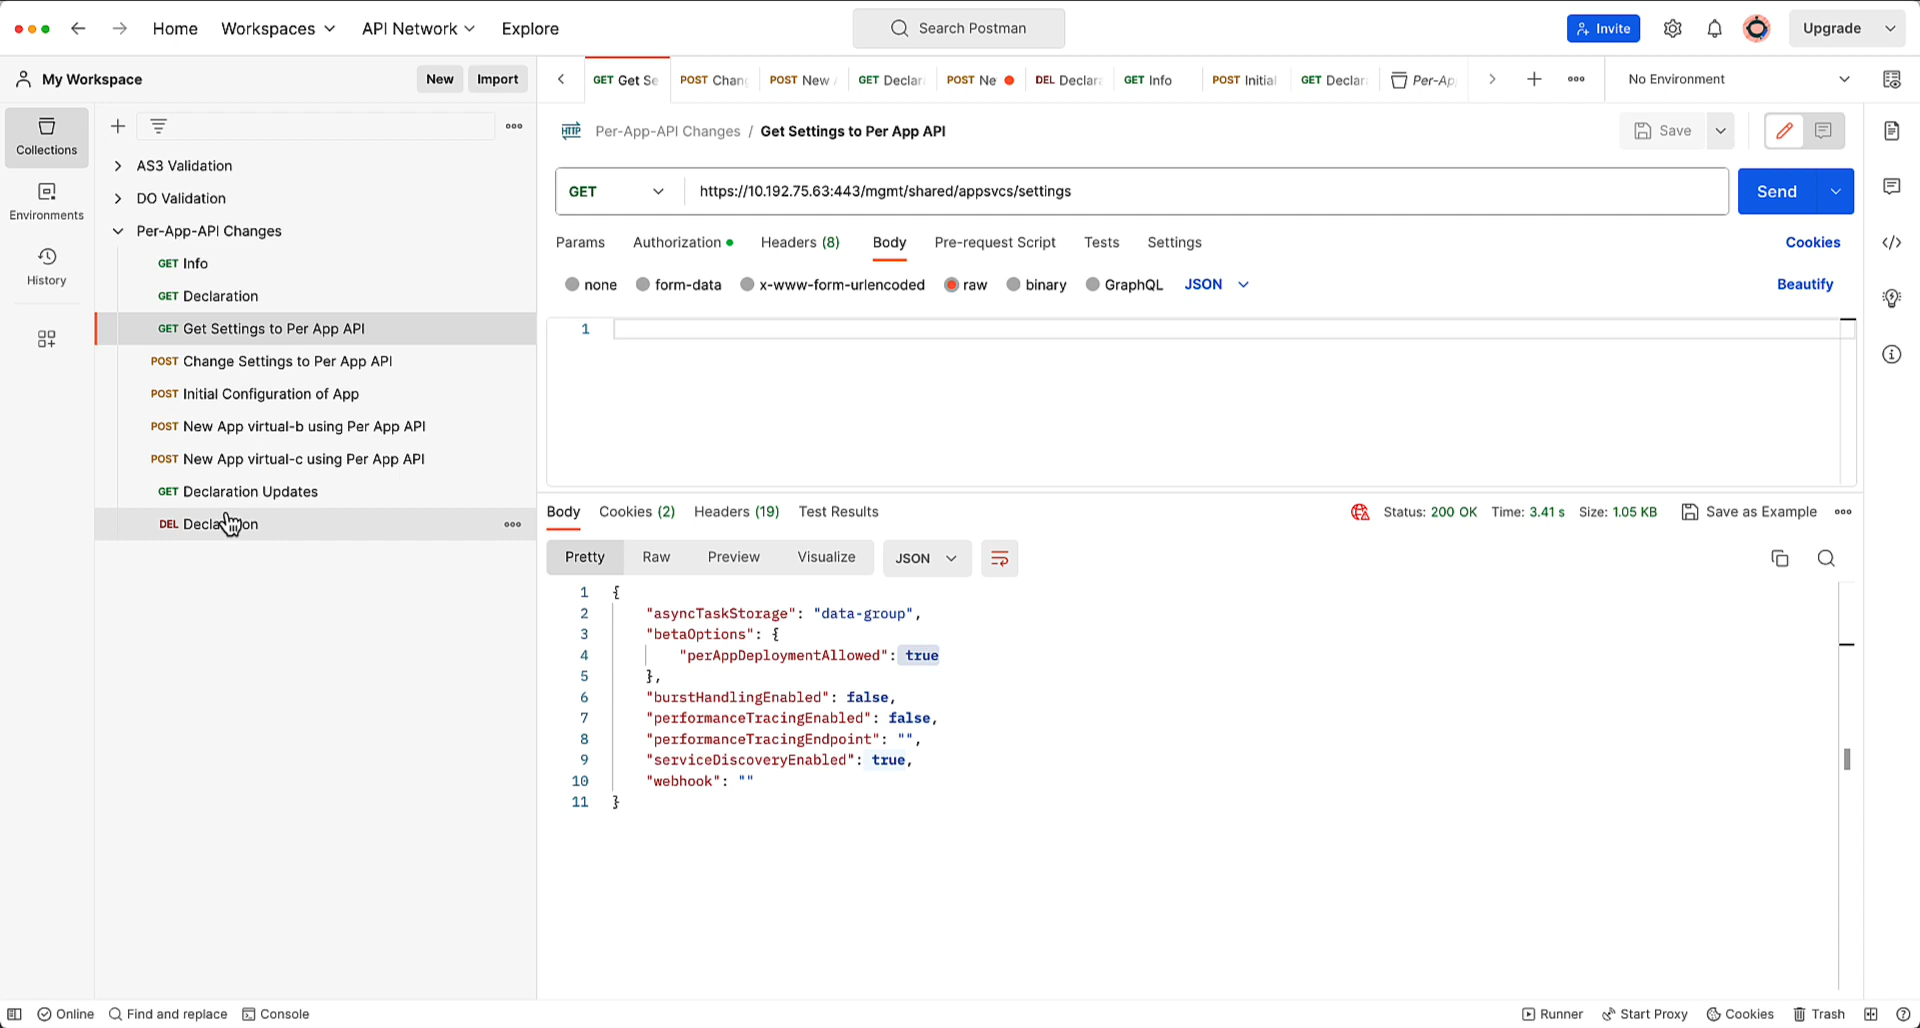 Home
Workspaces
API Network
Explore
Search Postman
Invite
Upgrade
My Workspace
New
Import
GET Get Se
POST Chan
POST New
GET Declar
POST Ne
DEL Declar
GET Info
POST Initial
GET Declar
Per-Ap
No Environment
Collections
Environments
History
AS3 Validation
DO Validation
Per-App-API Changes
GET Info
GET Declaration
GET Get Settings to Per App API
POST Change Settings to Per App API
POST Initial Configuration of App
POST New App virtual-b using Per App API
POST New App virtual-c using Per App API
GET Declaration Updates
DEL Declaration
HTTP Per-App-API Changes / Get Settings to Per App API
Save
GET
https://10.192.75.63:443/mgmt/shared/appsvcs/settings
Send
Params
Authorization
Headers (8)
Body
Pre-request Script
Tests
Settings
Cookies
none
form-data
x-www-form-urlencoded
raw
binary
GraphQL
JSON
Beautify
1
Body
Cookies (2)
Headers (19)
Test Results
Status: 200 OK
Time: 3.41 s
Size: 1.05 KB
Save as Example
Pretty
Raw
Preview
Visualize
JSON
1 {
2 "asyncTaskStorage": "data-group",
3 "betaOptions": {
4 "perAppDeploymentAllowed": true
5 },
6 "burstHandlingEnabled": false,
7 "performanceTracingEnabled": false,
8 "performanceTracingEndpoint": "",
9 "serviceDiscoveryEnabled": true,
10 "webhook": ""
11 }
Online
Find and replace
Console
Runner
Start Proxy
Cookies
Trash